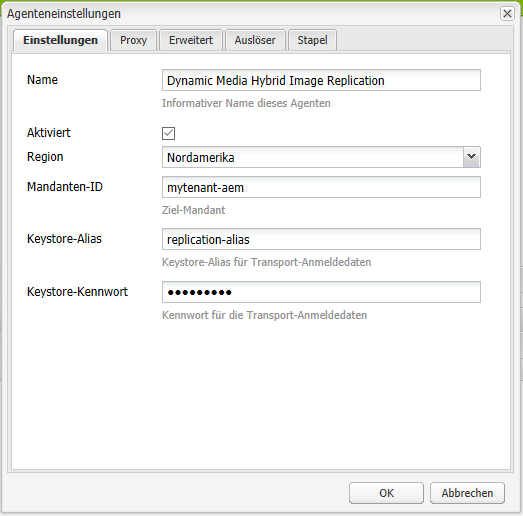 Agenteneinstellungen
Einstellungen Proxy Erweitert Auslöser Stapel
Name Dynamic Media Hybrid Image Replication
Informativer Name dieses Agenten
Aktiviert
Region Nordamerika
Mandanten-ID mytenant-aem
Ziel-Mandant
Keystore-Alias replication-alias
Keystore-Alias für Transport-Anmeldedaten
Keystore-Kennwort •••••••••
Kennwort für die Transport-Anmeldedaten
OK Abbrechen